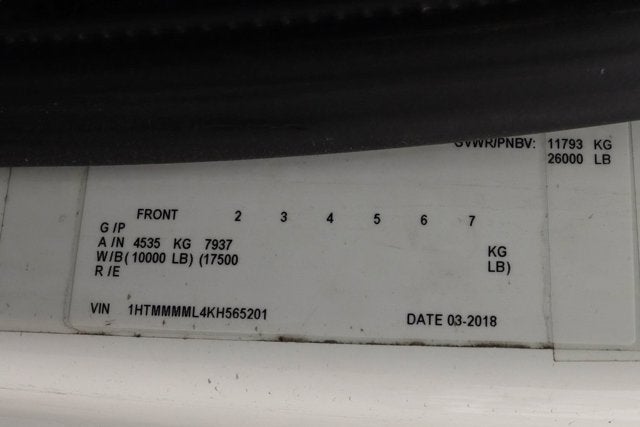 GVWR/PNBV: 11793 KG
26000 LB
FRONT 2 3 4 5 6 7
G /P
A /N 4535 KG 7937 KG
W/B( 10000 LB) (17500 LB)
R /E
VIN 1HTMMMML4KH565201
DATE 03-2018